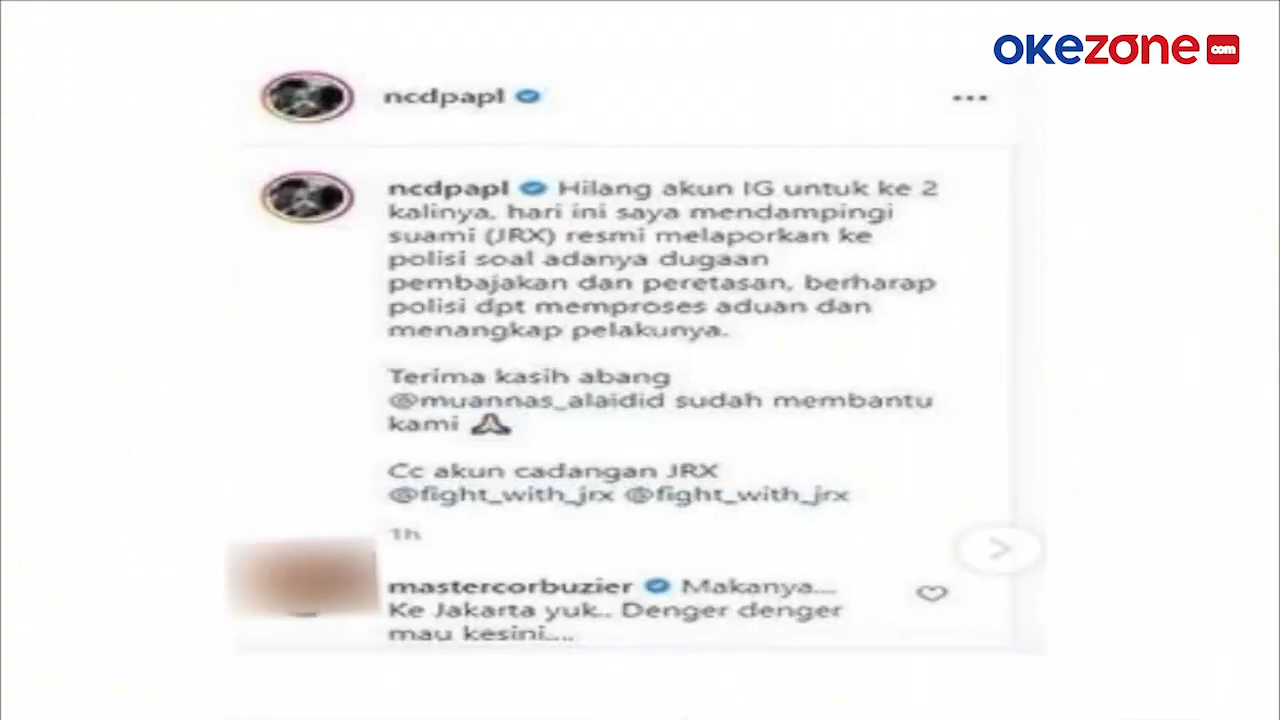 OKEZONE.com
ncdpapl
ncdpapl Hilang akun IG untuk ke 2
kalinya, hari ini saya mendampingi
suami (JRX) resmi melaporkan ke
polisi soal adanya dugaan
pembajakan dan peretasan, berharap
polisi dpt memproses aduan dan
menangkap pelakunya.
Terima kasih abang
@muannas_alaidid sudah membantu
kami 🙏
Cc akun cadangan JRX
@fight_with_jrx @fight_with_jrx
1h
mastercorbuzier Makanya....
Ke Jakarta yuk.. Denger denger
mau kesini....